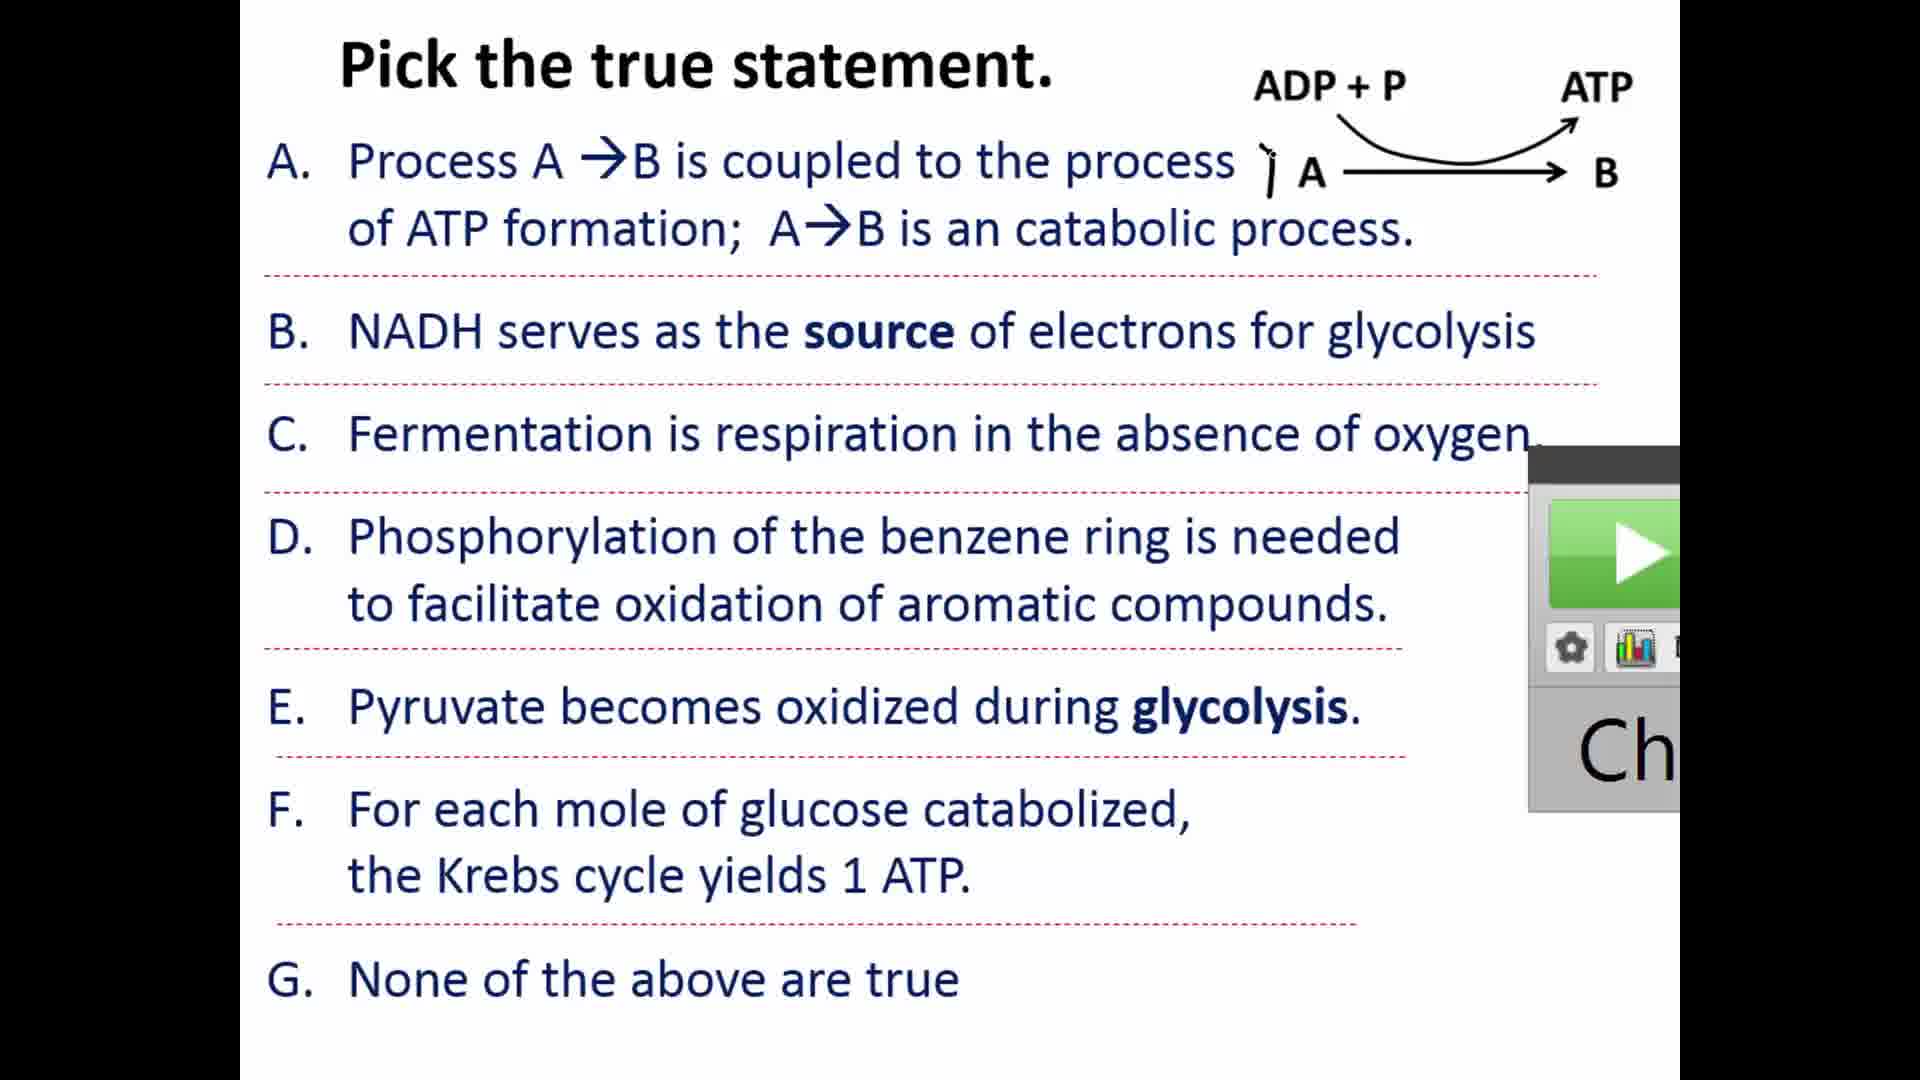 Pick the true statement.
ADP + P ATP
A B
A. Process A →B is coupled to the process
of ATP formation; A→B is an catabolic process.
B. NADH serves as the source of electrons for glycolysis
C. Fermentation is respiration in the absence of oxygen.
D. Phosphorylation of the benzene ring is needed
to facilitate oxidation of aromatic compounds.
E. Pyruvate becomes oxidized during glycolysis.
F. For each mole of glucose catabolized,
the Krebs cycle yields 1 ATP.
G. None of the above are true
Ch